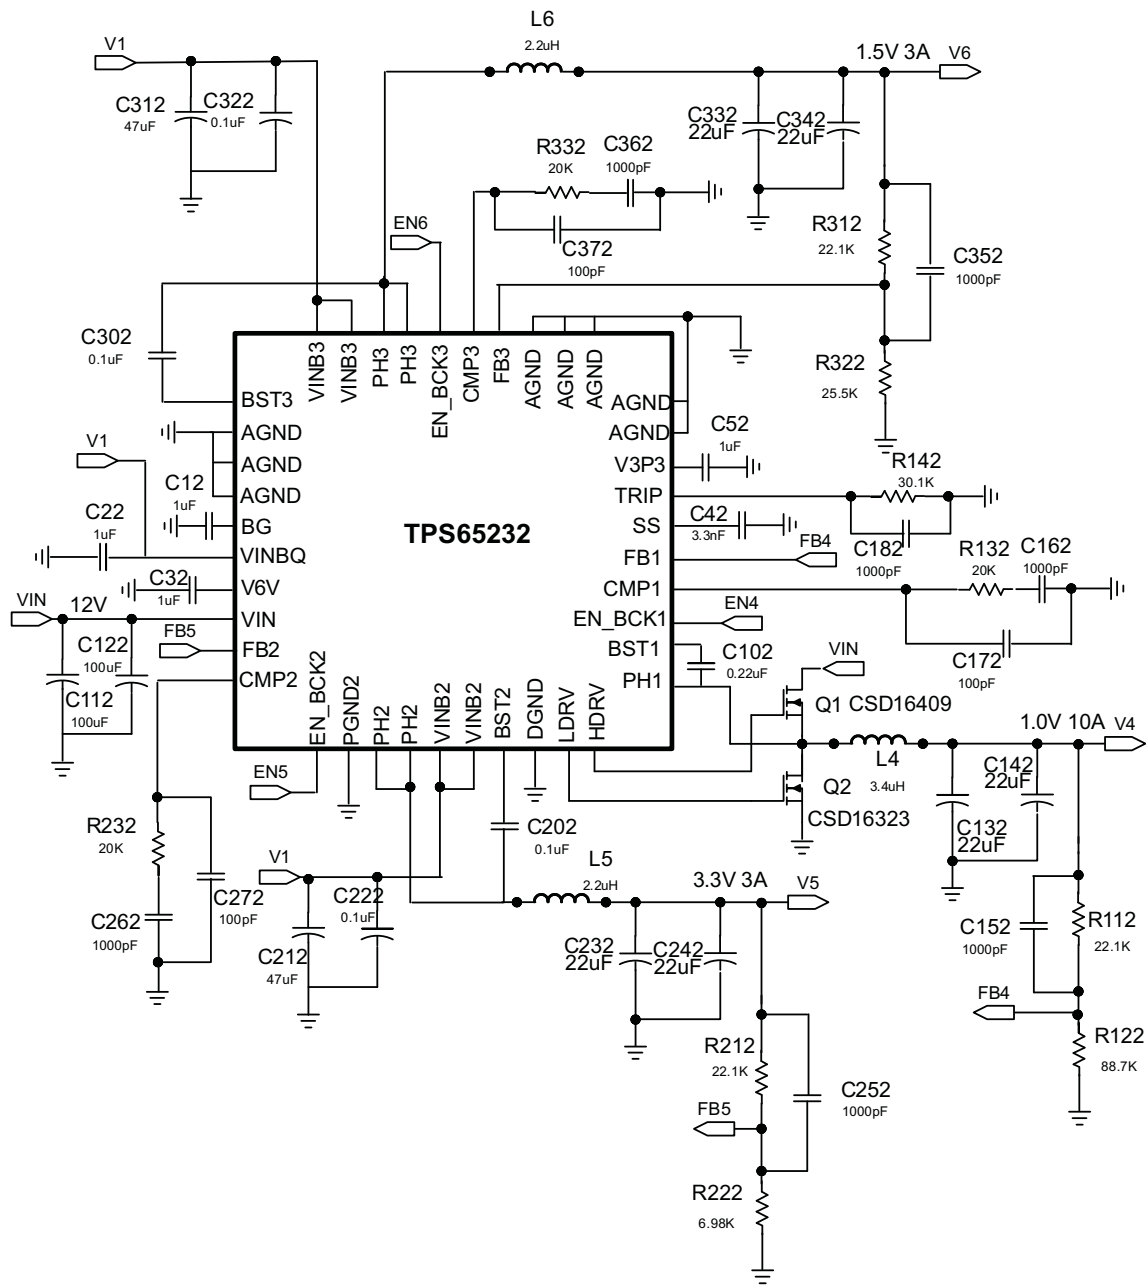 L6
2.2uH
V1
1.5V 3A
V6
C312
47uF
C322
0.1uF
C332
22uF
C342
22uF
R332
20K
C362
1000pF
EN6
C372
100pF
R312
22.1K
C352
1000pF
C302
0.1uF
R322
25.5K
VINB3
VINB3
PH3
PH3
EN_BCK3
CMP3
FB3
AGND
AGND
AGND
BST3
AGND
AGND
AGND
BG
VINBQ
V6V
VIN
FB2
CMP2
AGND
AGND
V3P3
TRIP
SS
FB1
CMP1
EN_BCK1
BST1
PH1
TPS65232
EN_BCK2
PGND2
PH2
PH2
VINB2
VINB2
BST2
DGND
LDRV
HDRV
V1
C12
1uF
C22
1uF
C32
1uF
VIN
12V
FB5
C122
100uF
C112
100uF
C52
1uF
R142
30.1K
C42
3.3nF
C182
1000pF
FB4
R132
20K
C162
1000pF
EN4
C172
100pF
C102
0.22uF
VIN
Q1 CSD16409
1.0V 10A
V4
L4
3.4uH
C142
22uF
Q2
CSD16323
C132
22uF
EN5
R232
20K
C272
100pF
C262
1000pF
V1
C222
0.1uF
C212
47uF
C202
0.1uF
L5
2.2uH
3.3V 3A
V5
C232
22uF
C242
22uF
C152
1000pF
R112
22.1K
FB4
R122
88.7K
R212
22.1K
C252
1000pF
FB5
R222
6.98K